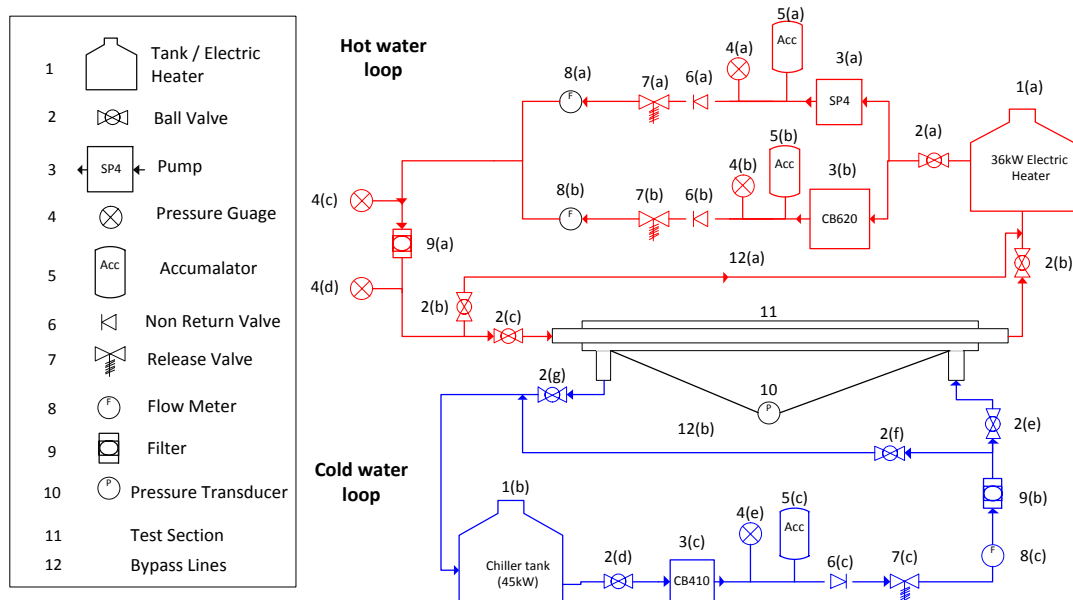 1
Tank / Electric
Heater
2
Ball Valve
3
SP4
Pump
4
Pressure Guage
5
Acc
Accumalator
6
Non Return Valve
7
Release Valve
8
F
Flow Meter
9
Filter
10
P
Pressure Transducer
11
Test Section
12
Bypass Lines
Hot water
loop
5(a)
4(a)
Acc
3(a)
8(a)
7(a)
6(a)
F
SP4
1(a)
2(a)
36kW Electric
Heater
5(b)
4(b)
Acc
3(b)
8(b)
7(b)
6(b)
F
CB620
4(c)
9(a)
4(d)
12(a)
2(b)
2(b)
2(c)
11
2(g)
10
P
12(b)
2(f)
2(e)
Cold water
loop
1(b)
5(c)
4(e)
Acc
9(b)
Chiller tank
(45kW)
2(d)
3(c)
CB410
6(c)
7(c)
F
8(c)